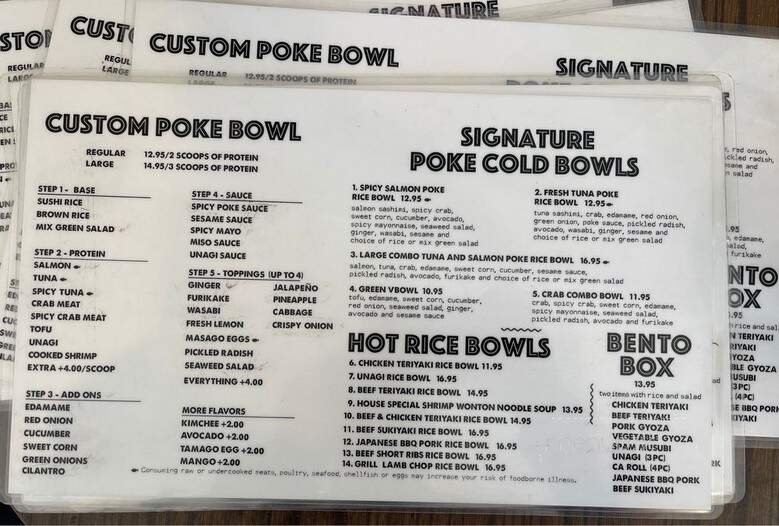 SIGNATURE
CUSTOM POKE BOWL
REGULAR
LARGE
REGULAR 12.95/2 SCOOPS OF PROTEIN
SIGNATURE
CUSTOM POKE BOWL
REGULAR 12.95/2 SCOOPS OF PROTEIN
LARGE 14.95/3 SCOOPS OF PROTEIN
STEP 1 - BASE
SUSHI RICE
BROWN RICE
MIX GREEN SALAD
STEP 2 - PROTEIN
SALMON
TUNA
SPICY TUNA
CRAB MEAT
SPICY CRAB MEAT
TOFU
UNAGI
COOKED SHRIMP
EXTRA +4.00/SCOOP
STEP 3 - ADD ONS
EDAMAME
RED ONION
CUCUMBER
SWEET CORN
GREEN ONIONS
CILANTRO
STEP 4 - SAUCE
SPICY POKE SAUCE
SESAME SAUCE
SPICY MAYO
MISO SAUCE
UNAGI SAUCE
STEP 5 - TOPPINGS (UP TO 4)
GINGER JALAPEÑO
FURIKAKE PINEAPPLE
WASABI CABBAGE
FRESH LEMON CRISPY ONION
MASAGO EGGS
PICKLED RADISH
SEAWEED SALAD
EVERYTHING +4.00
MORE FLAVORS
KIMCHEE +2.00
AVOCADO +2.00
TAMAGO EGG +2.00
MANGO +2.00
SIGNATURE
POKE COLD BOWLS
1. SPICY SALMON POKE
RICE BOWL 12.95
salmon sashimi, spicy crab,
sweet corn, cucumber, avocado,
spicy mayonnaise, seaweed salad,
ginger, wasabi, sesame and
choice of rice or mix green salad
2. FRESH TUNA POKE
RICE BOWL 12.95
tuna sashimi, crab, edamame, red onion,
green onion, poke sauce, pickled radish,
avocado, wasabi, ginger, sesame and
choice of rice or mix green salad
3. LARGE COMBO TUNA AND SALMON POKE RICE BOWL 16.95
salmon, tuna, crab, edamame, sweet corn, cucumber, sesame sauce,
pickled radish, avocado, furikake and choice of rice or mix green salad
4. GREEN VBOWL 10.95
tofu, edamame, sweet corn, cucumber,
red onion, seaweed salad, ginger,
avocado and sesame sauce
5. CRAB COMBO BOWL 11.95
crab, spicy crab, sweet corn, edamame,
spicy mayonnaise, seaweed salad,
pickled radish, avocado and furikake
HOT RICE BOWLS
6. CHICKEN TERIYAKI RICE BOWL 11.95
7. UNAGI RICE BOWL 16.95
8. BEEF TERIYAKI RICE BOWL 14.95
9. HOUSE SPECIAL SHRIMP WONTON NOODLE SOUP 13.95
10. BEEF & CHICKEN TERIYAKI RICE BOWL 14.95
11. BEEF SUKIYAKI RICE BOWL 16.95
12. JAPANESE BBQ PORK RICE BOWL 16.95
13. BEEF SHORT RIBS RICE BOWL 16.95
14. GRILL LAMB CHOP RICE BOWL 16.95
BENTO
BOX
13.95
two items with rice and salad
CHICKEN TERIYAKI
BEEF TERIYAKI
PORK GYOZA
VEGETABLE GYOZA
SPAM MUSUBI
UNAGI (3PC)
CA ROLL (4PC)
JAPANESE BBQ PORK
BEEF SUKIYAKI
Consuming raw or undercooked meats, poultry, seafood, shellfish or eggs may increase your risk of foodborne illness.